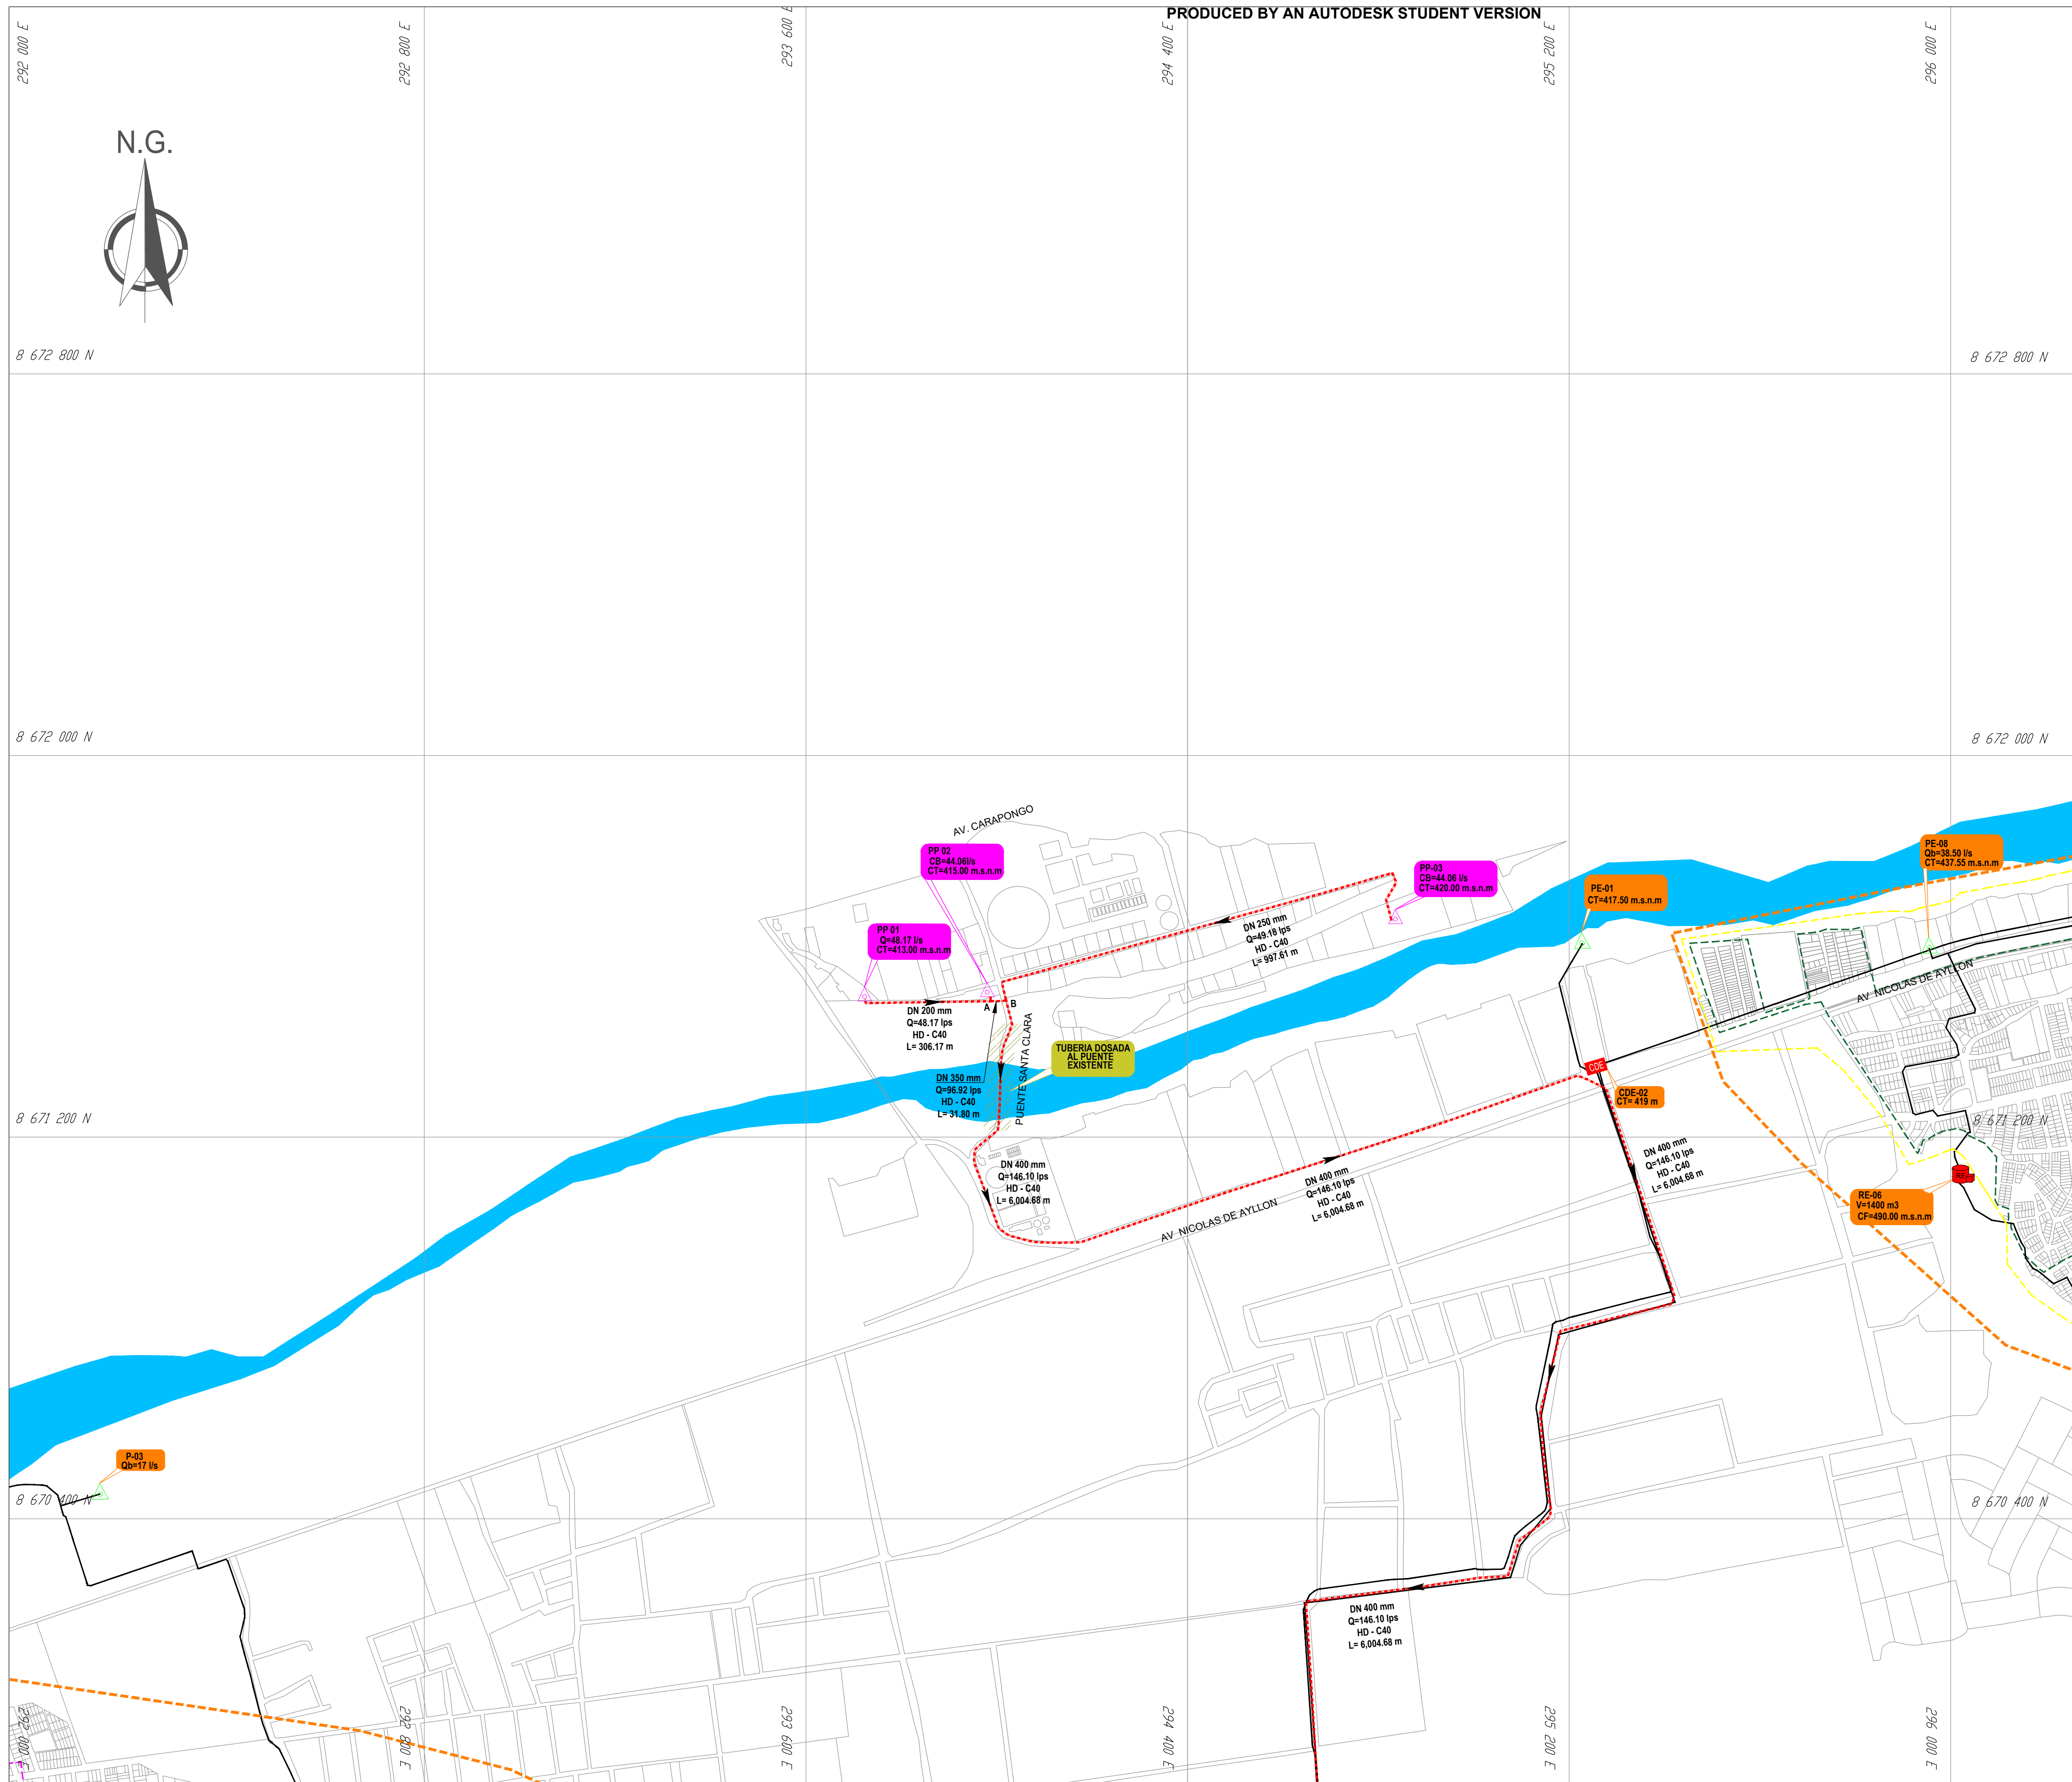 PRODUCED BY AN AUTODESK STUDENT VERSION
292 000 E
292 800 E
293 600 E
294 400 E
295 200 E
296 000 E
N.G.
8 672 800 N
8 672 800 N
8 672 000 N
8 672 000 N
AV. CARAPONGO
PP 02
CB=44.06l/s
CT=415.00 m.s.n.m
PP-03
CB=44.06 l/s
CT=420.00 m.s.n.m
PE-01
CT=417.50 m.s.n.m
PE-08
Qb=38.50 l/s
CT=437.55 m.s.n.m
PP 01
Q=48.17 l/s
CT=413.00 m.s.n.m
DN 250 mm
Q=49.18 lps
HD - C40
L= 997.61 m
AV NICOLAS DE AYLLON
A
B
DN 200 mm
Q=48.17 lps
HD - C40
L= 306.17 m
PUENTE SANTA CLARA
TUBERIA DOSADA
AL PUENTE
EXISTENTE
DN 350 mm
Q=96.92 lps
HD - C40
L= 31.80 m
CDE
CDE-02
CT= 419 m
8 671 200 N
8 671 200 N
DN 400 mm
Q=146.10 lps
HD - C40
L= 6,004.68 m
DN 400 mm
Q=146.10 lps
HD - C40
L= 6,004.68 m
DN 400 mm
Q=146.10 lps
HD - C40
L= 6,004.68 m
AV NICOLAS DE AYLLON
RE-06
V=1400 m3
CF=490.00 m.s.n.m
P-03
Qb=17 l/s
8 670 400 N
8 670 400 N
DN 400 mm
Q=146.10 lps
HD - C40
L= 6,004.68 m
292 000 E
292 800 E
293 600 E
294 400 E
295 200 E
296 000 E